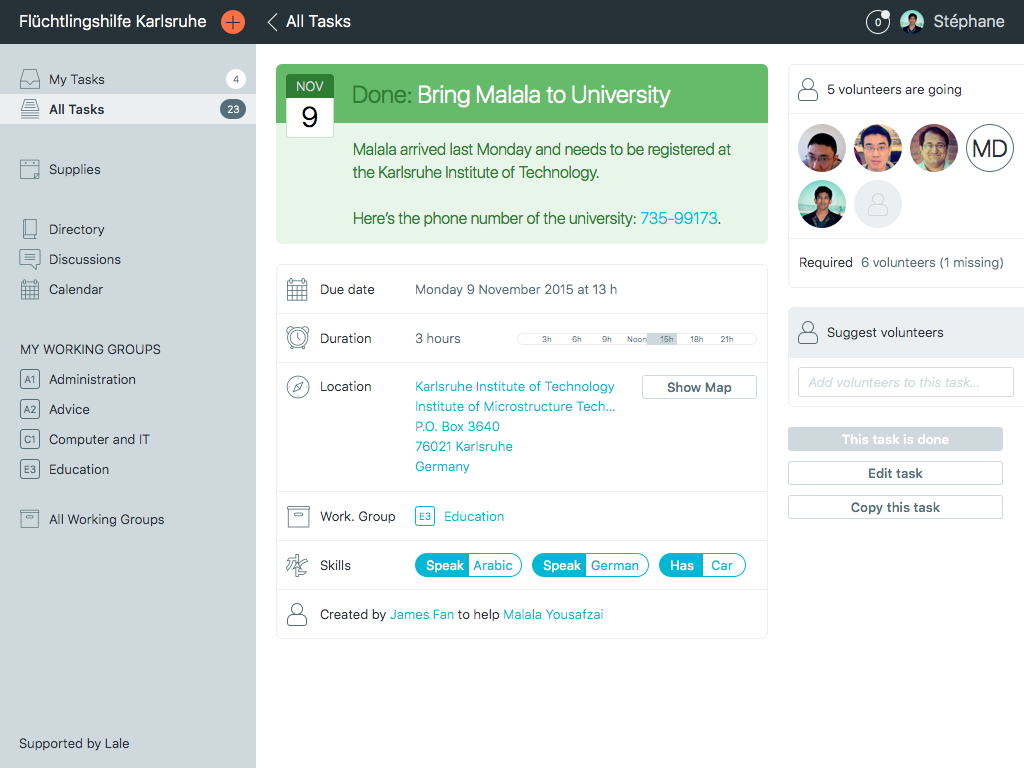 Flüchtlingshilfe Karlsruhe
All Tasks
0
Stéphane
My Tasks
4
All Tasks
23
Supplies
Directory
Discussions
Calendar
MY WORKING GROUPS
A1 Administration
A2 Advice
C1 Computer and IT
E3 Education
All Working Groups
Supported by Lale
NOV
9
Done: Bring Malala to University
Malala arrived last Monday and needs to be registered at
the Karlsruhe Institute of Technology.
Here's the phone number of the university: 735-99173.
Due date
Monday 9 November 2015 at 13 h
Duration
3 hours
3h 6h 9h Noon 15h 18h 21h
Location
Karlsruhe Institute of Technology
Institute of Microstructure Tech...
P.O. Box 3640
76021 Karlsruhe
Germany
Show Map
Work. Group
E3 Education
Skills
Speak Arabic
Speak German
Has Car
Created by James Fan to help Malala Yousafzai
5 volunteers are going
MD
Required 6 volunteers (1 missing)
Suggest volunteers
Add volunteers to this task...
This task is done
Edit task
Copy this task